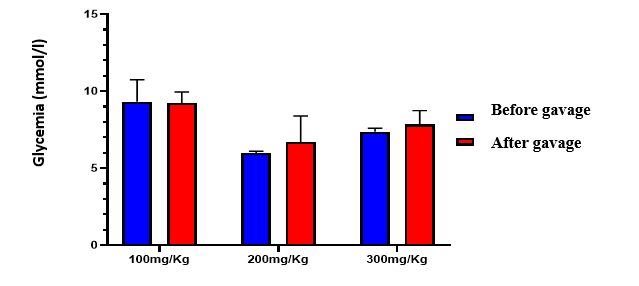 Glycemia (mmol/l)
15
10
5
0
100mg/Kg
200mg/Kg
300mg/Kg
Before gavage
After gavage